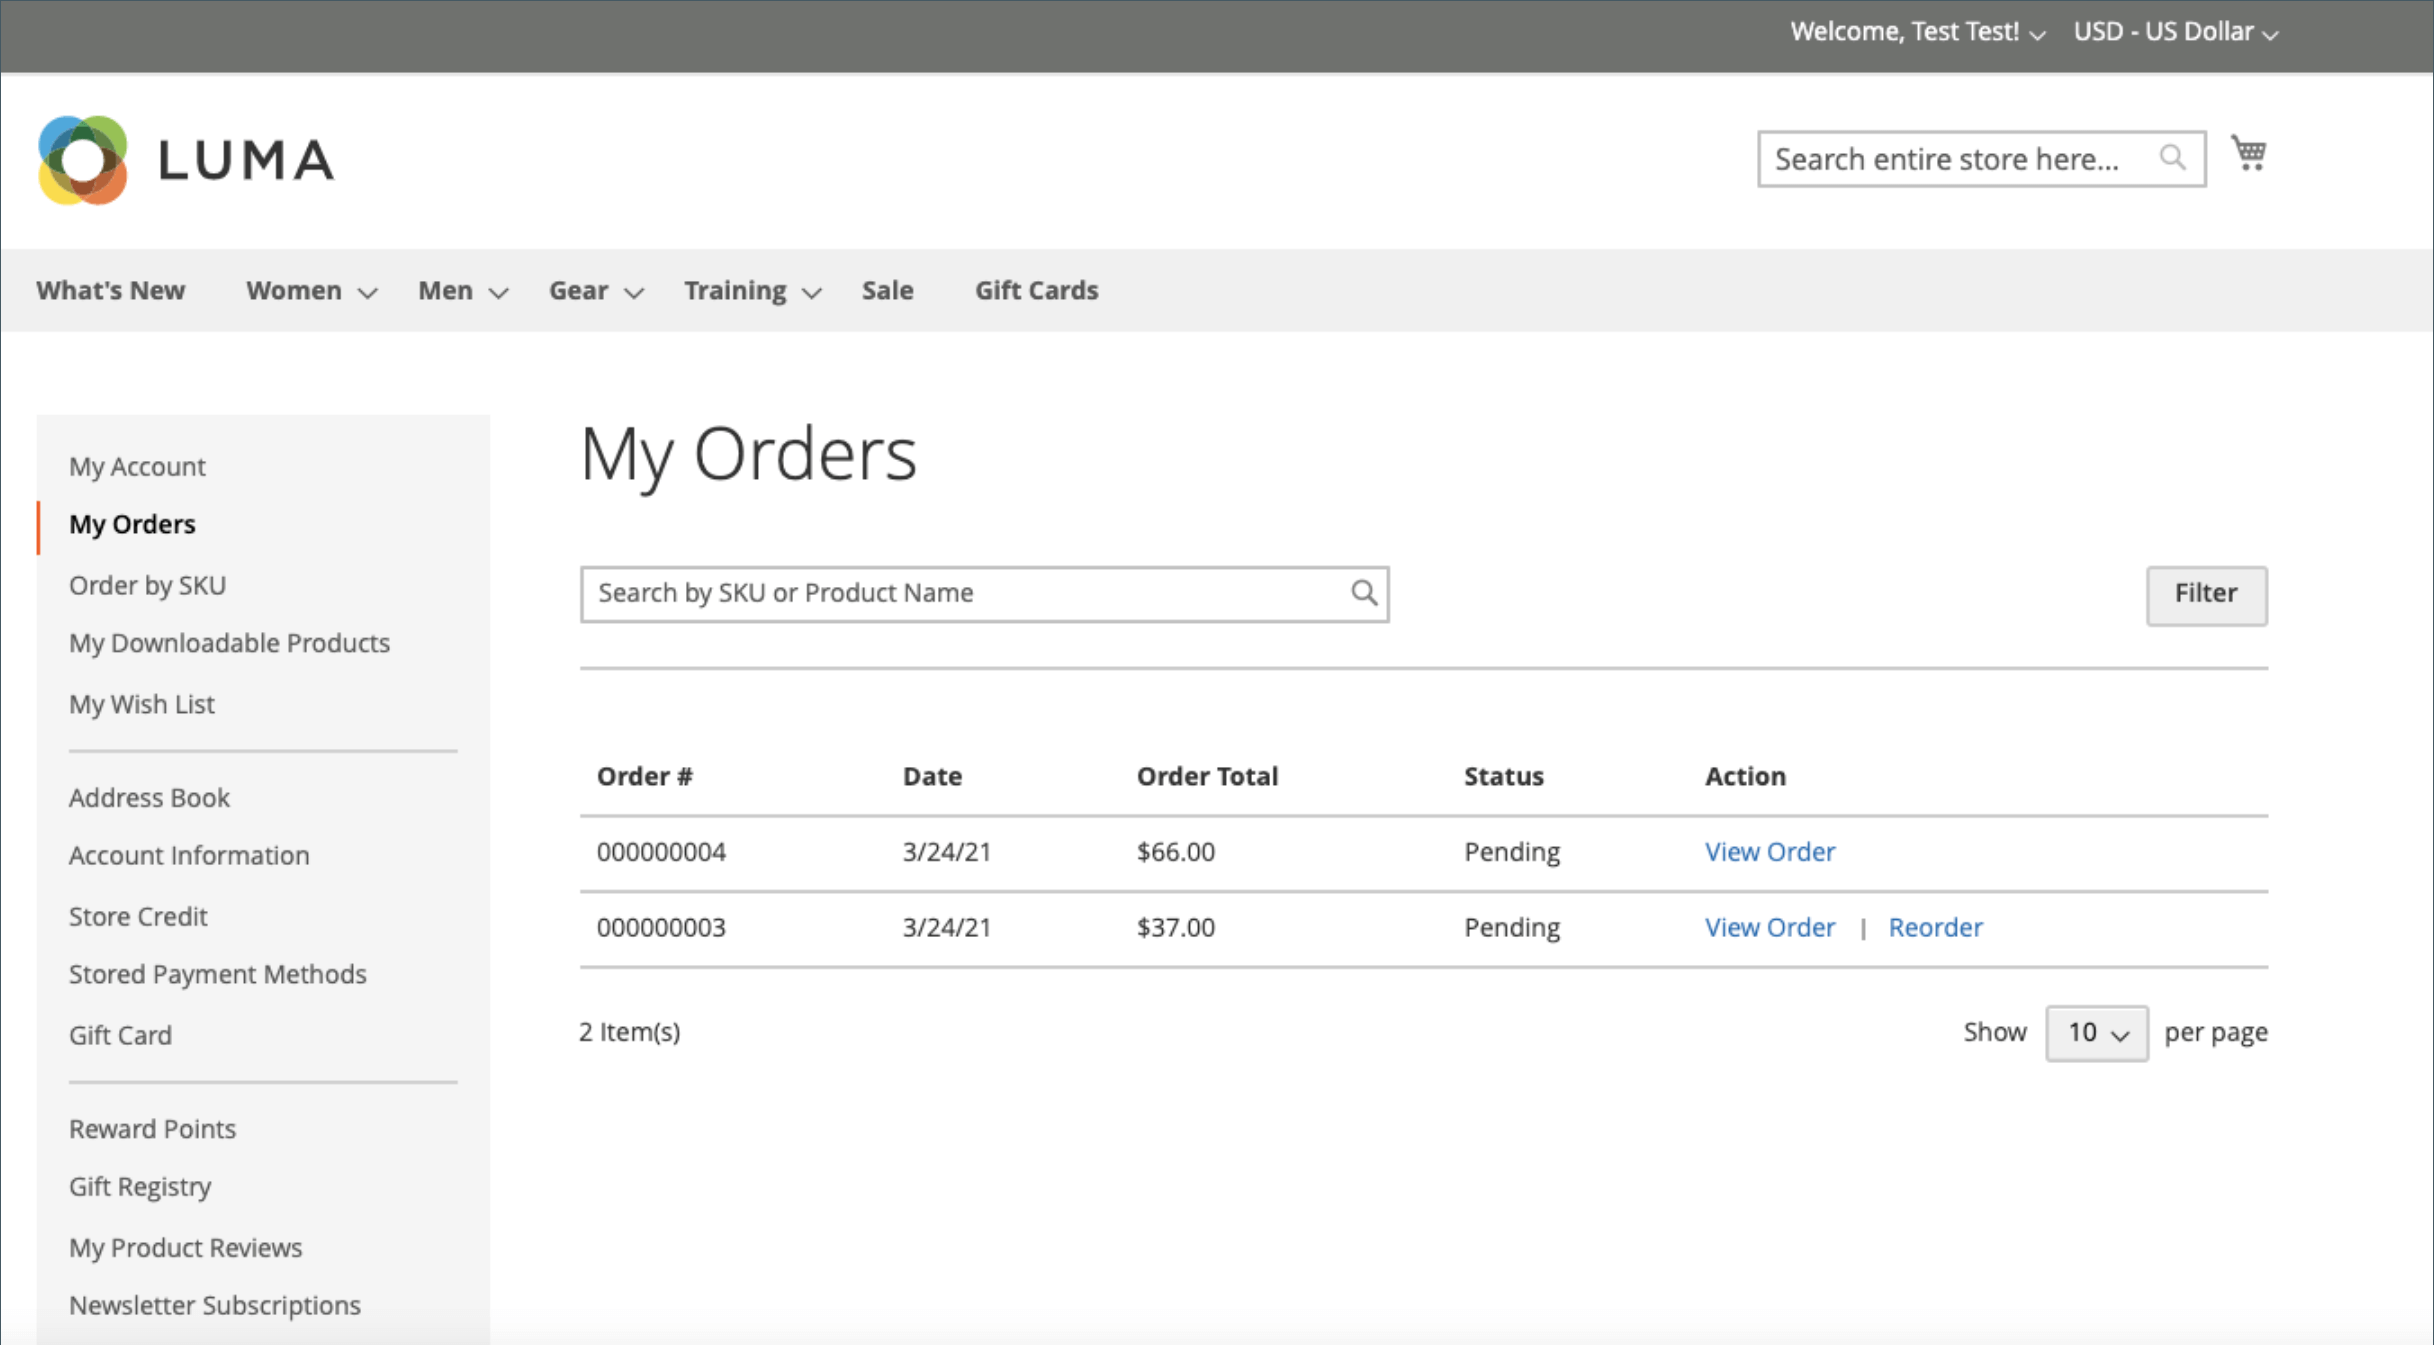 Welcome, Test Test! USD - US Dollar
LUMA
Search entire store here...
What's New Women Men Gear Training Sale Gift Cards
My Account
My Orders
Order by SKU
My Downloadable Products
My Wish List
Address Book
Account Information
Store Credit
Stored Payment Methods
Gift Card
Reward Points
Gift Registry
My Product Reviews
Newsletter Subscriptions
My Orders
Search by SKU or Product Name
Filter
Order # Date Order Total Status Action
000000004 3/24/21 $66.00 Pending View Order
000000003 3/24/21 $37.00 Pending View Order | Reorder
2 Item(s)
Show 10 per page